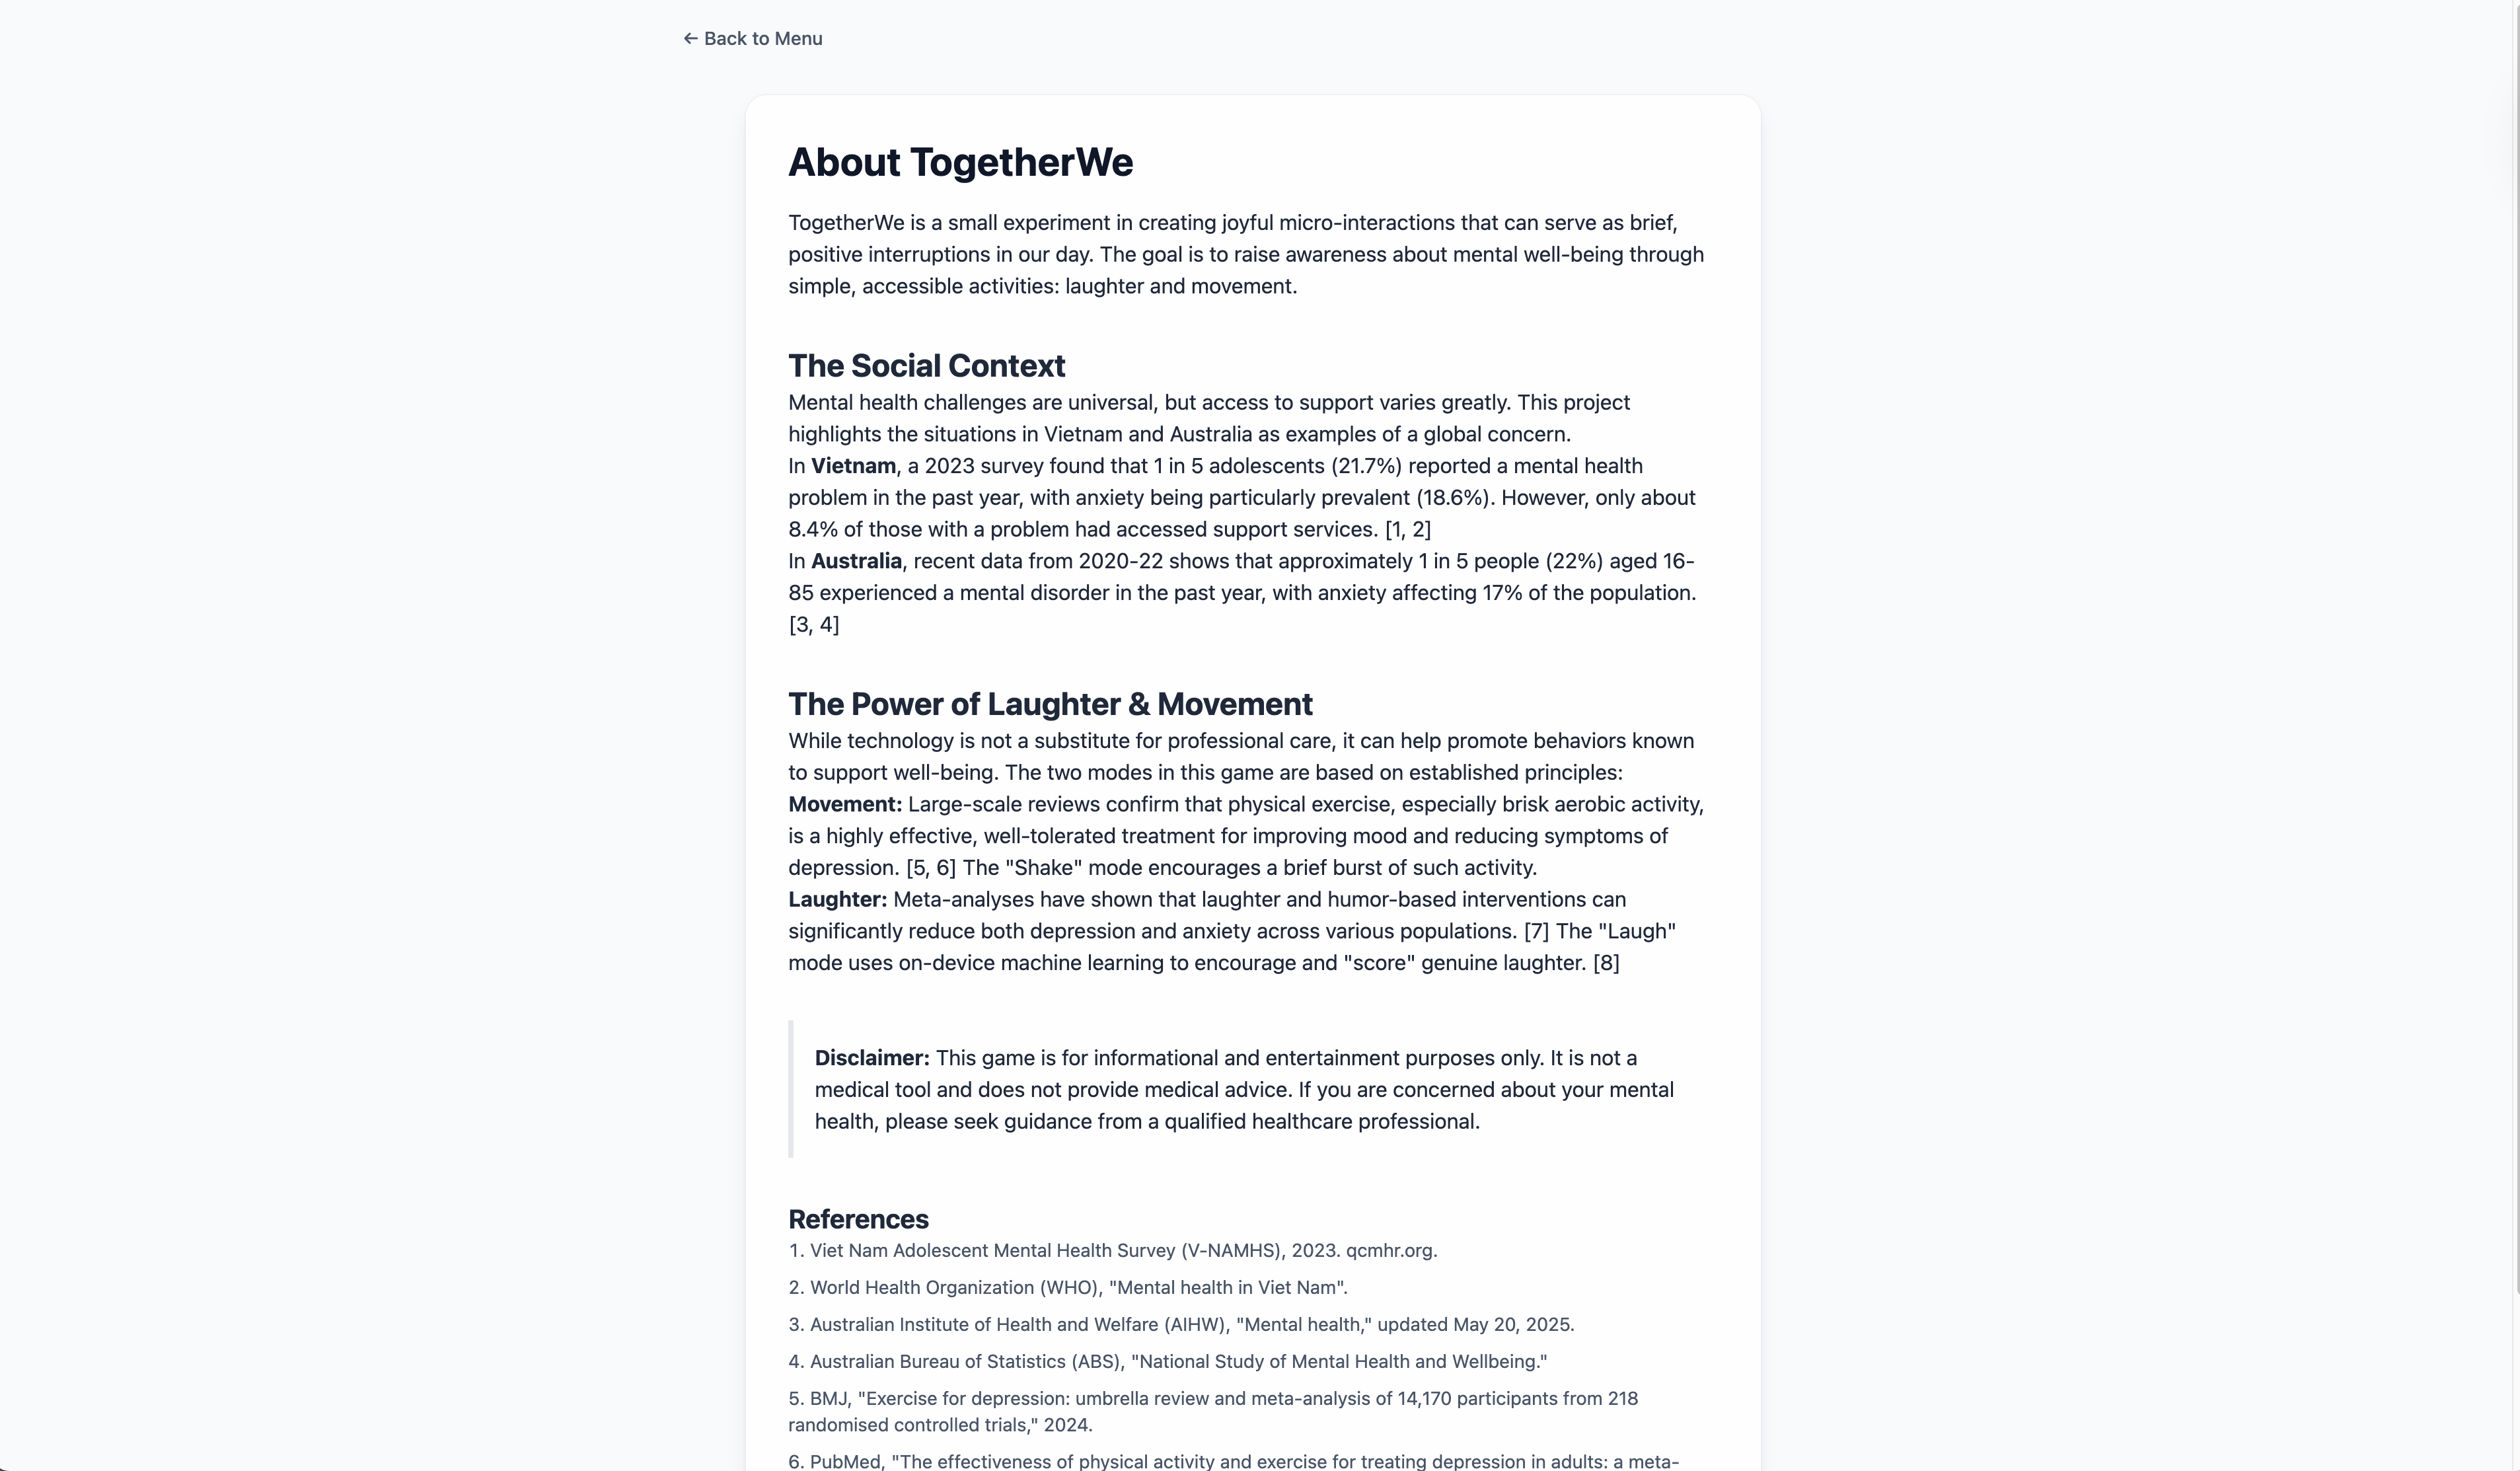 ← Back to Menu
About TogetherWe
TogetherWe is a small experiment in creating joyful micro-interactions that can serve as brief,
positive interruptions in our day. The goal is to raise awareness about mental well-being through
simple, accessible activities: laughter and movement.
The Social Context
Mental health challenges are universal, but access to support varies greatly. This project
highlights the situations in Vietnam and Australia as examples of a global concern.
In Vietnam, a 2023 survey found that 1 in 5 adolescents (21.7%) reported a mental health
problem in the past year, with anxiety being particularly prevalent (18.6%). However, only about
8.4% of those with a problem had accessed support services. [1, 2]
In Australia, recent data from 2020-22 shows that approximately 1 in 5 people (22%) aged 16-
85 experienced a mental disorder in the past year, with anxiety affecting 17% of the population.
[3, 4]
The Power of Laughter & Movement
While technology is not a substitute for professional care, it can help promote behaviors known
to support well-being. The two modes in this game are based on established principles:
Movement: Large-scale reviews confirm that physical exercise, especially brisk aerobic activity,
is a highly effective, well-tolerated treatment for improving mood and reducing symptoms of
depression. [5, 6] The "Shake" mode encourages a brief burst of such activity.
Laughter: Meta-analyses have shown that laughter and humor-based interventions can
significantly reduce both depression and anxiety across various populations. [7] The "Laugh"
mode uses on-device machine learning to encourage and "score" genuine laughter. [8]
Disclaimer: This game is for informational and entertainment purposes only. It is not a
medical tool and does not provide medical advice. If you are concerned about your mental
health, please seek guidance from a qualified healthcare professional.
References
1. Viet Nam Adolescent Mental Health Survey (V-NAMHS), 2023. qcmhr.org.
2. World Health Organization (WHO), "Mental health in Viet Nam".
3. Australian Institute of Health and Welfare (AIHW), "Mental health," updated May 20, 2025.
4. Australian Bureau of Statistics (ABS), "National Study of Mental Health and Wellbeing."
5. BMJ, "Exercise for depression: umbrella review and meta-analysis of 14,170 participants from 218
randomised controlled trials," 2024.
6. PubMed, "The effectiveness of physical activity and exercise for treating depression in adults: a meta-